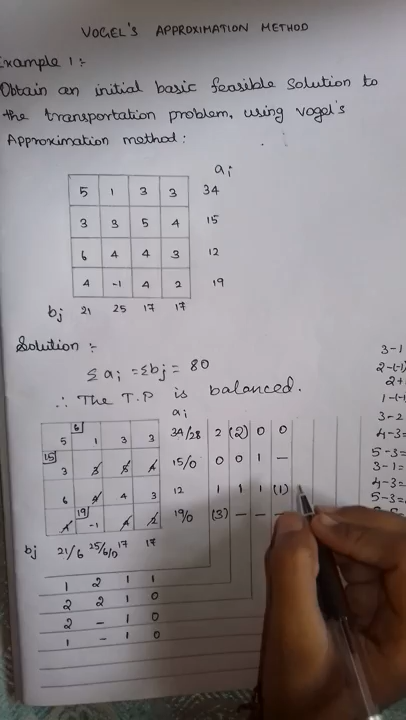 VOGEL'S APPROXIMATION METHOD
Example 1 :-
Obtain an initial basic feasible solution to
the transportation problem, using Vogel's
Approximation method :
ai
5 1 3 3 34
3 3 5 4 15
6 4 4 3 12
4 -1 4 2 19
bj 21 25 17 17
Solution :-
Σ ai = Σbj = 80
∴ The T.P is balanced.
ai
6
5 1 3 3 34/28 2 (2) 0 0
15
3 3 5 4 15/0 0 0 1 —
6 4 4 3 12 1 1 1 (1)
19
4 -1 4 2 19/0 (3) — — —
bj 21/6 25/6/0 17 17
1 2 1 1
2 2 1 0
2 - 1 0
1 - 1 0
3-1
2-(-1)
2+
1-(-1
3-2
4-3=
5-3=
3-1=
4-3=
5-3=